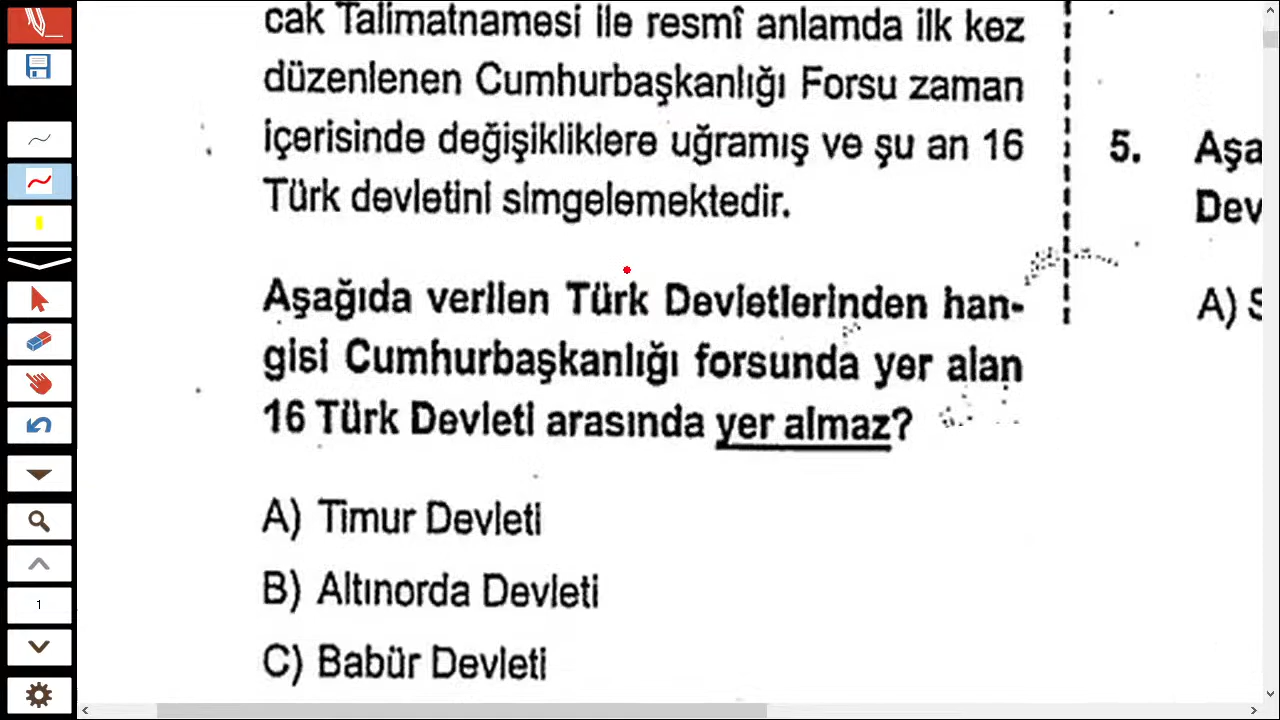 cak Talimatnamesi ile resmî anlamda ilk kez
düzenlenen Cumhurbaşkanlığı Forsu zaman
içerisinde değişikliklere uğramış ve şu an 16
Türk devletini simgelemektedir.
Aşağıda verilen Türk Devletlerinden han-
gisi Cumhurbaşkanlığı forsunda yer alan
16 Türk Devleti arasında yer almaz?
A) Timur Devleti
B) Altınorda Devleti
C) Babür Devleti
5. Aşa
Dev
A) S
1